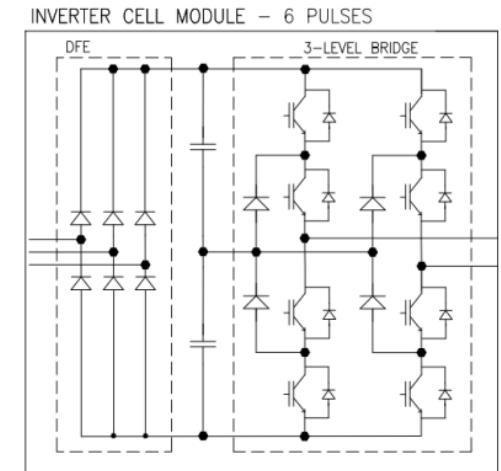 INVERTER CELL MODULE – 6 PULSES
DFE
3-LEVEL BRIDGE